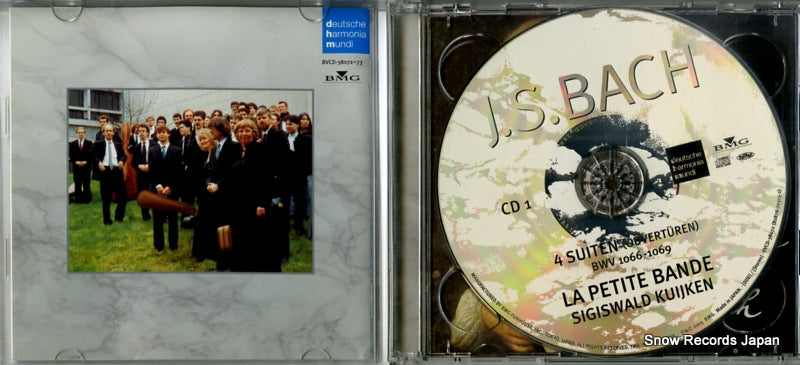 deutsche
harmonia
mundi
BVCD-38072~73
BMG
J.S.BACH
deutsche
harmonia
mundi
BMG
CD 1
4 SUITEN (OUVERTÜREN)
BWV 1066-1069
LA PETITE BANDE
SIGISWALD KUIJKEN
Snow Records Japan